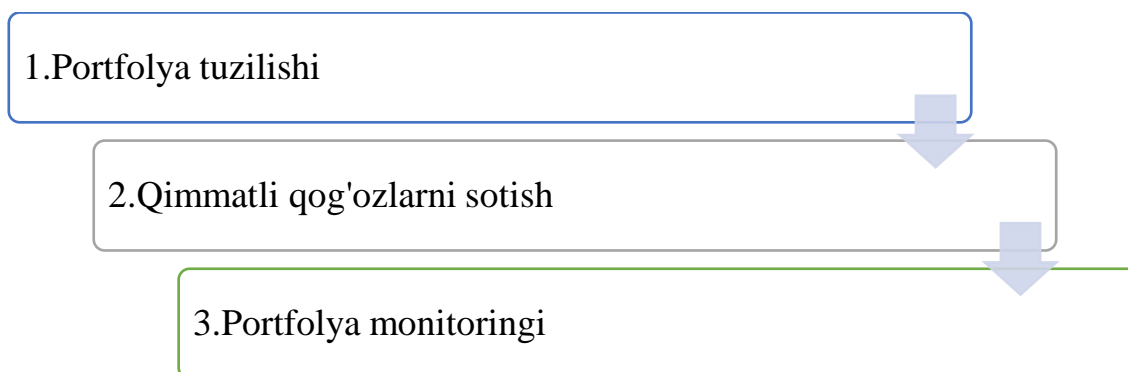 1.Portfolya tuzilishi
2.Qimmatli qog'ozlarni sotish
3.Portfolya monitoringi